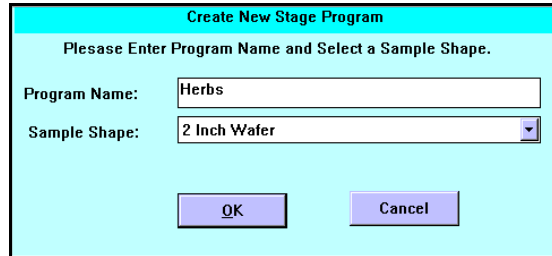 Create New Stage Program
Plesase Enter Program Name and Select a Sample Shape.
Program Name: Herbs
Sample Shape: 2 Inch Wafer
OK Cancel